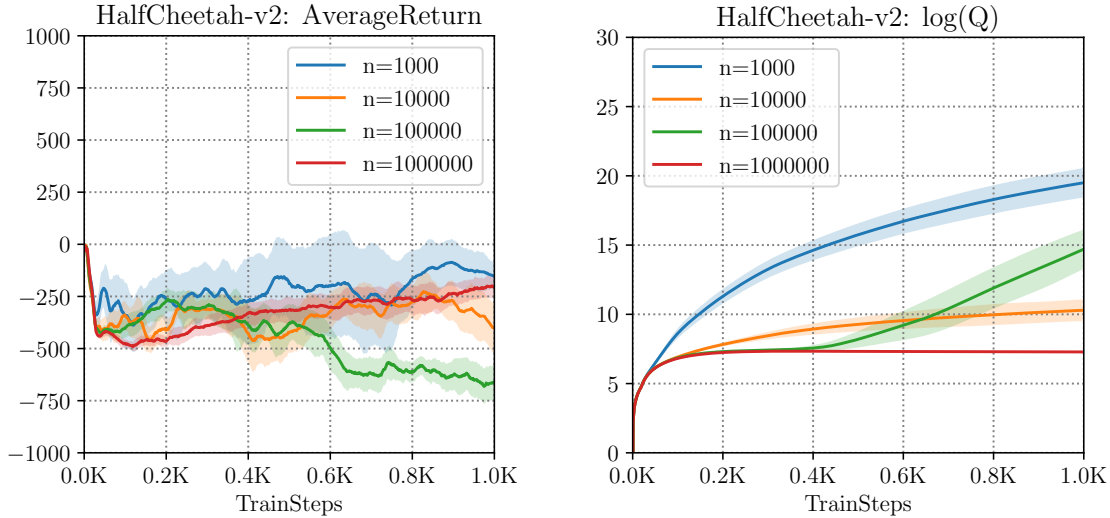 HalfCheetah-v2: AverageReturn
1000
750
500
250
0
−250
−500
−750
−1000
n=1000
n=10000
n=100000
n=1000000
0.0K 0.2K 0.4K 0.6K 0.8K 1.0K
TrainSteps
HalfCheetah-v2: log(Q)
30
25
20
15
10
5
0
n=1000
n=10000
n=100000
n=1000000
0.0K 0.2K 0.4K 0.6K 0.8K 1.0K
TrainSteps